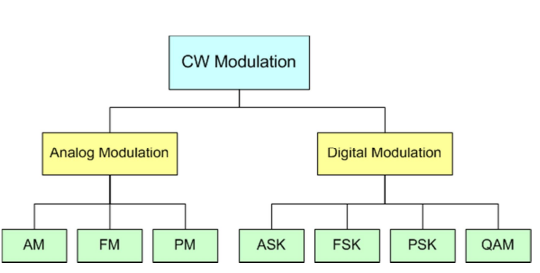 CW Modulation
Analog Modulation
Digital Modulation
AM
FM
PM
ASK
FSK
PSK
QAM